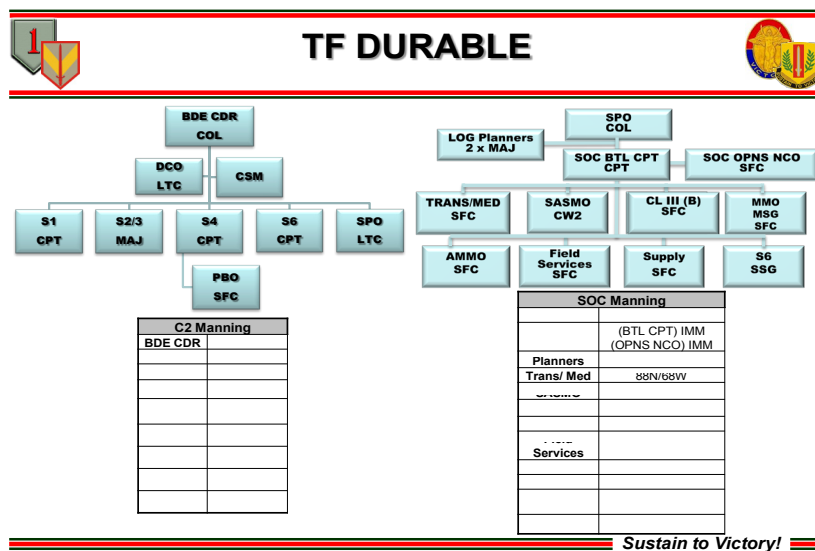 TF DURABLE
BDE CDR
COL
DCO
LTC
CSM
S1
CPT
S2/3
MAJ
S4
CPT
S6
CPT
SPO
LTC
PBO
SFC
SPO
COL
LOG Planners
2 x MAJ
SOC BTL CPT
CPT
SOC OPNS NCO
SFC
TRANS/MED
SFC
SASMO
CW2
CL III (B)
SFC
MMO
MSG
SFC
AMMO
SFC
Field
Services
SFC
Supply
SFC
S6
SSG
C2 Manning
BDE CDR
SOC Manning
(BTL CPT) IMM
(OPNS NCO) IMM
Planners
Trans/ Med 88N/68W
Services
Sustain to Victory!